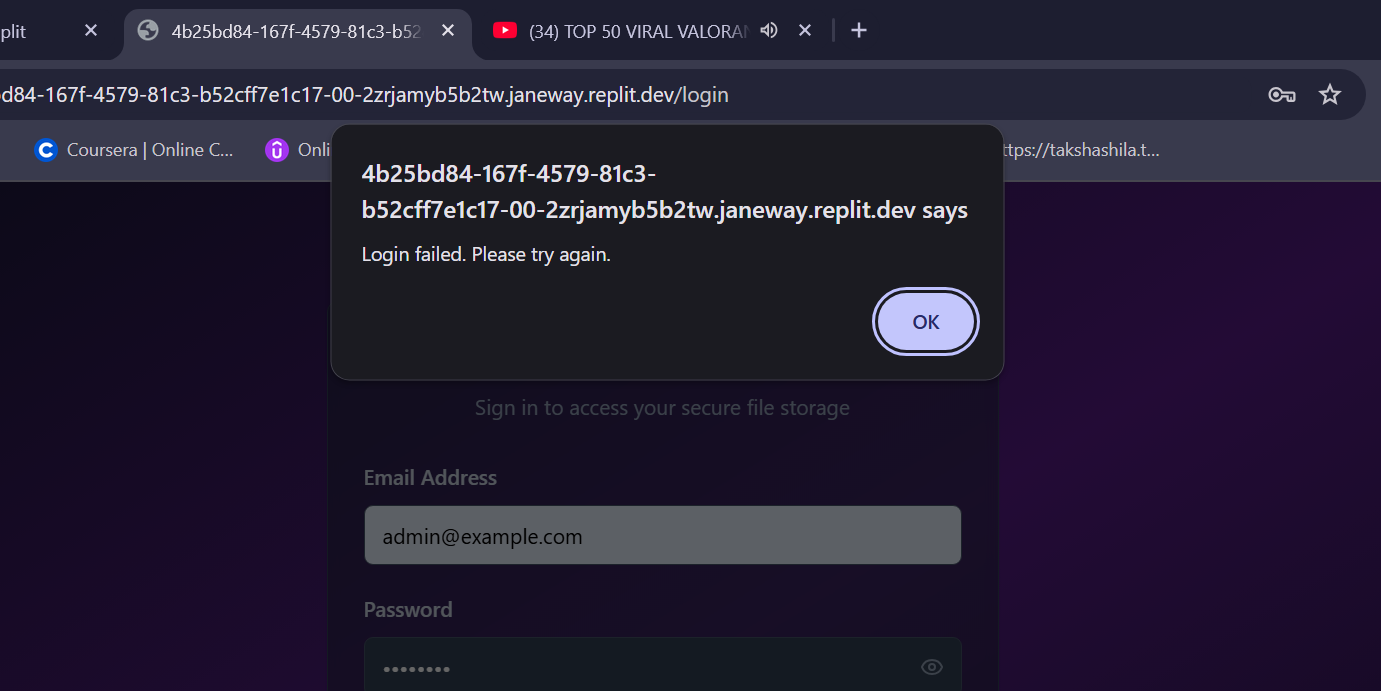 plit
4b25bd84-167f-4579-81c3-b52
(34) TOP 50 VIRAL VALORAN
d84-167f-4579-81c3-b52cff7e1c17-00-2zrjamyb5b2tw.janeway.replit.dev/login
Coursera | Online C...
Onli
ttps://takshashila.t...
4b25bd84-167f-4579-81c3-
b52cff7e1c17-00-2zrjamyb5b2tw.janeway.replit.dev says
Login failed. Please try again.
OK
Sign in to access your secure file storage
Email Address
admin@example.com
Password